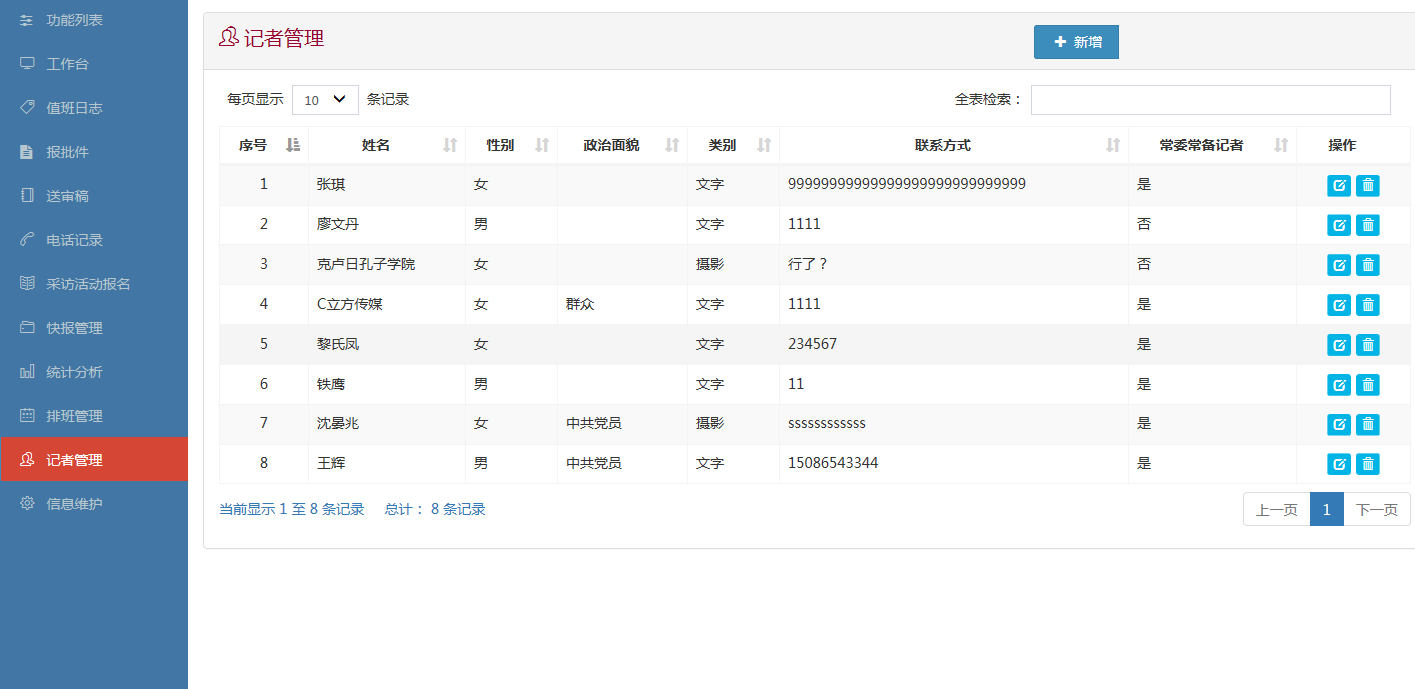 功能列表
工作台
值班日志
报批件
送审稿
电话记录
采访活动报名
快报管理
统计分析
排班管理
记者管理
信息维护
记者管理
新增
每页显示 10 条记录
全表检索：
序号 姓名 性别 政治面貌 类别 联系方式 常委常备记者 操作
1 张琪 女 文字 99999999999999999999999999999 是
2 廖文丹 男 文字 1111 否
3 克卢日孔子学院 女 摄影 行了？ 否
4 C立方传媒 女 群众 文字 1111 是
5 黎氏凤 女 文字 234567 是
6 铁鹰 男 文字 11 是
7 沈晏兆 女 中共党员 摄影 ssssssssssss 是
8 王辉 男 中共党员 文字 15086543344 是
当前显示 1 至 8 条记录 总计： 8 条记录
上一页 1 下一页